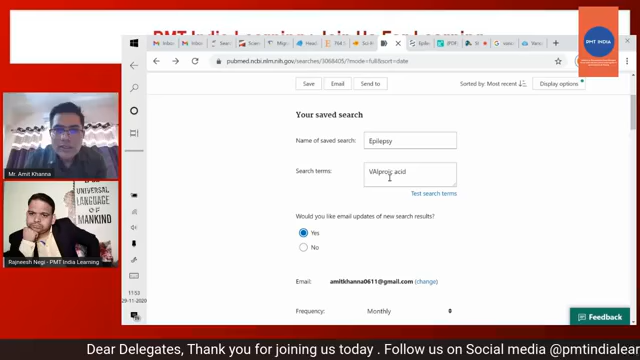 PMT India Learning - Join Us For Learning
PMT INDIA
pubmed.ncbi.nlm.nih.gov/searches/3068405/?mode=full&sort=date
Save
Email
Send to
Sorted by: Most recent
Display options
Your saved search
Name of saved search:
Epilepsy
Search terms:
VAlproic acid
Test search terms
Would you like email updates of new search results?
Yes
No
Email:
amitkhanna0611@gmail.com (change)
Frequency:
Monthly
Feedback
Mr. Amit Khanna
UNIVERSAL
LANGUAGE
OF
MANKIND
Rajneesh Negi - PMT India Learning
11:53
29-11-2020
Dear Delegates, Thank you for joining us today . Follow us on Social media @pmtindialear